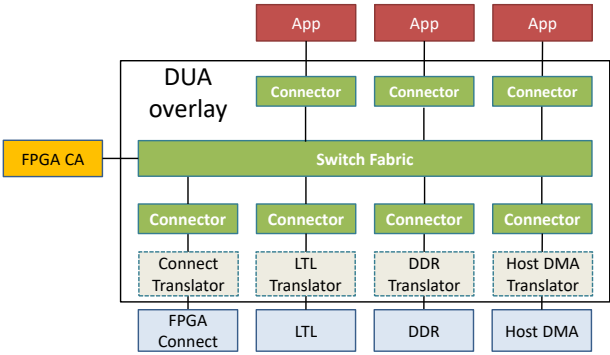 App App App
DUA
overlay
Connector Connector Connector
FPGA CA
Switch Fabric
Connector Connector Connector Connector
Connect LTL DDR Host DMA
Translator Translator Translator Translator
FPGA
Connect
LTL DDR Host DMA